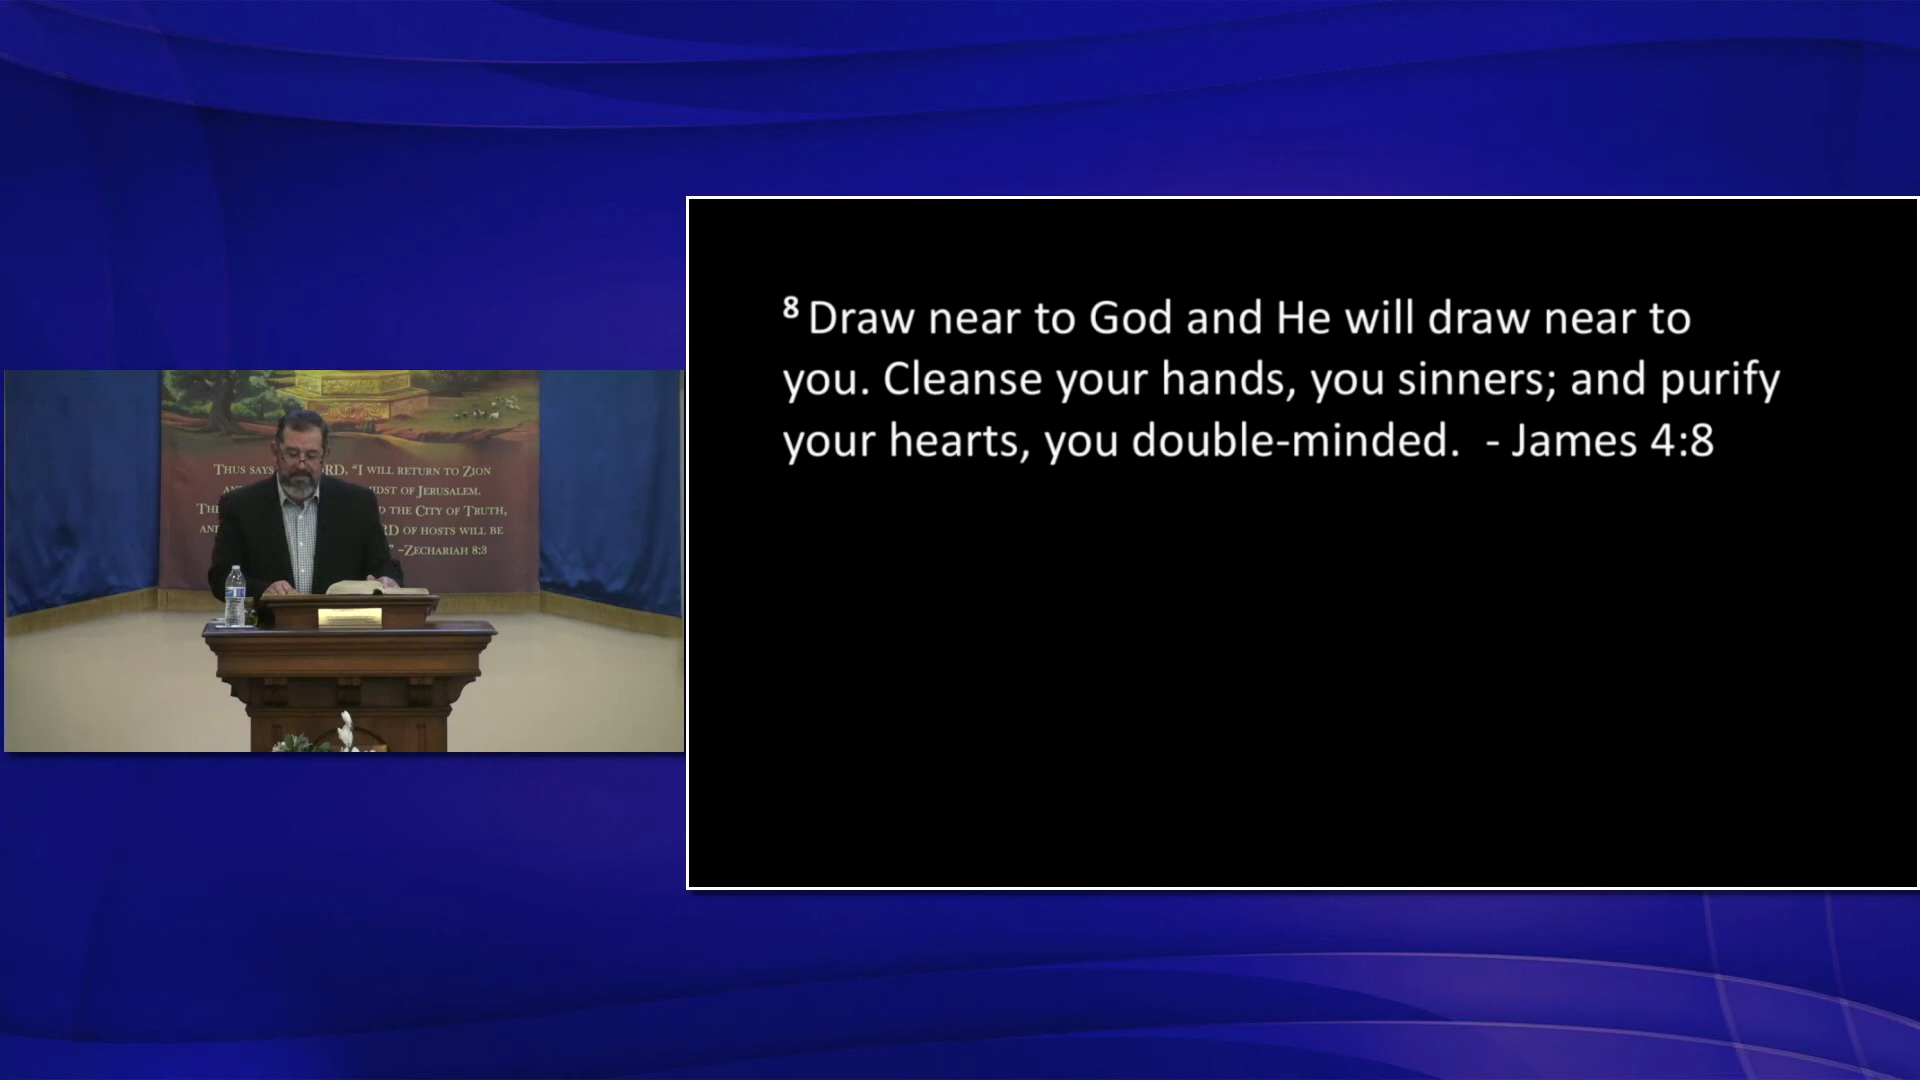 THUS SAYS RD, “I WILL RETURN TO ZION
IDST OF JERUSALEM.
D THE CITY OF TRUTH,
RD OF HOSTS WILL BE
” –ZECHARIAH 8:3
8 Draw near to God and He will draw near to
you. Cleanse your hands, you sinners; and purify
your hearts, you double-minded.  - James 4:8